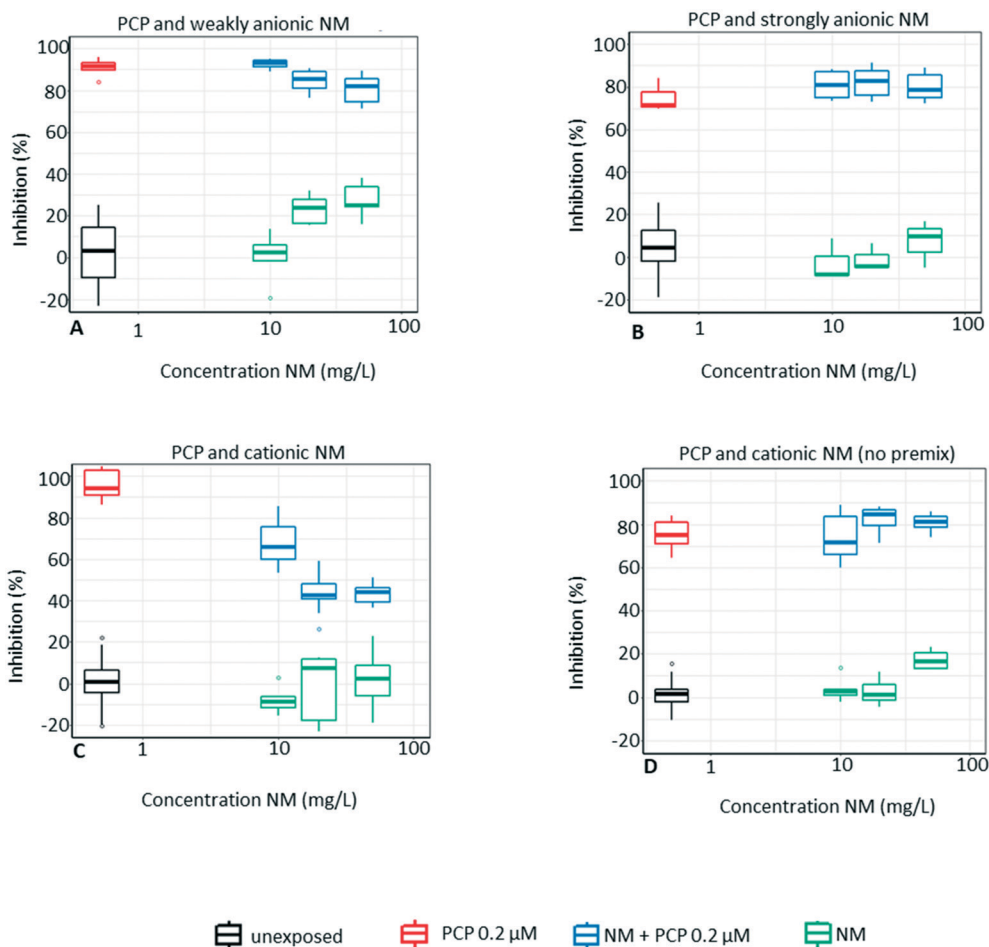 PCP and weakly anionic NM
100
80
60
40
20
0
-20
Inhibition (%)
A
1
10
100
Concentration NM (mg/L)
PCP and strongly anionic NM
100
80
60
40
20
0
-20
Inhibition (%)
B
1
10
100
Concentration NM (mg/L)
PCP and cationic NM
100
80
60
40
20
0
-20
Inhibition (%)
C
1
10
100
Concentration NM (mg/L)
PCP and cationic NM (no premix)
100
80
60
40
20
0
-20
Inhibition (%)
D
1
10
100
Concentration NM (mg/L)
unexposed PCP 0.2 µM NM + PCP 0.2 µM NM